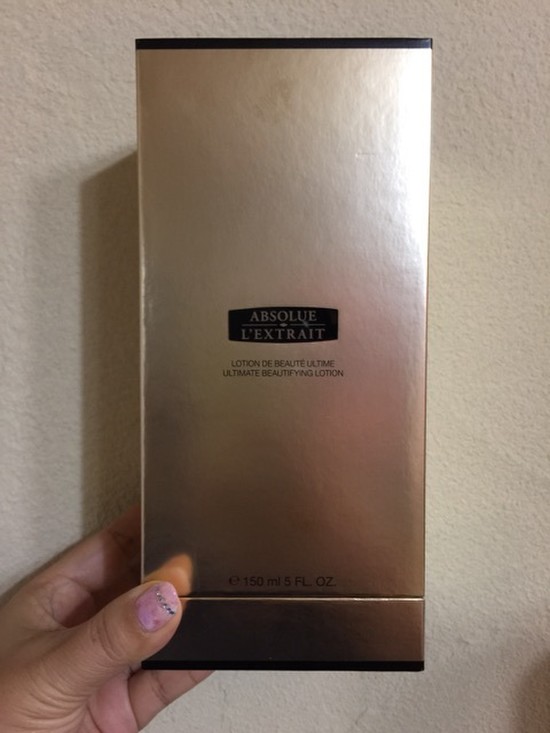 ABSOLUE
L'EXTRAIT
LOTION DE BEAUTÉ ULTIME
ULTIMATE BEAUTIFYING LOTION
℮ 150 ml 5 FL. OZ.